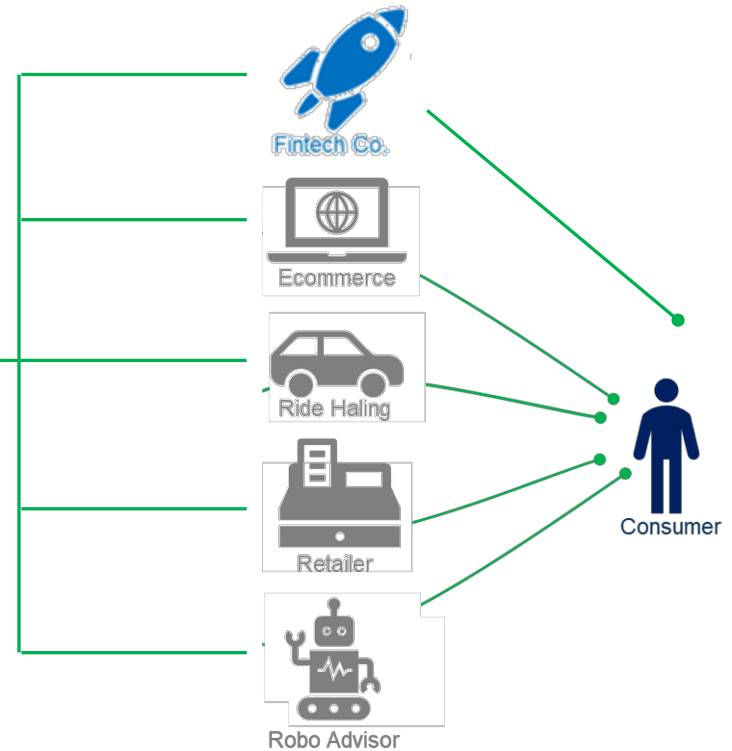 Fintech Co.
Ecommerce
Ride Haling
Retailer
Consumer
Robo Advisor